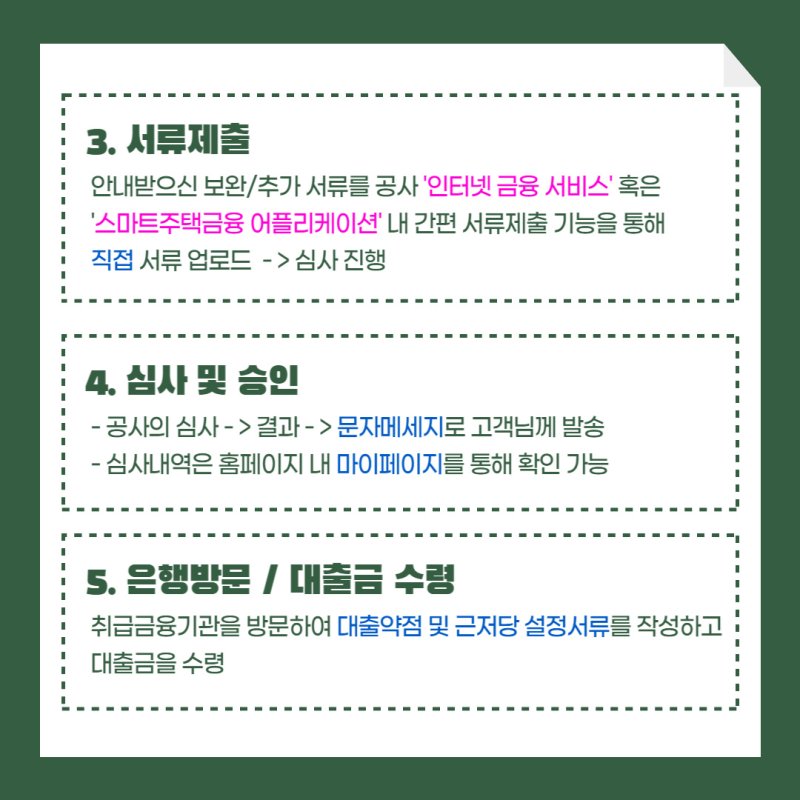 3. 서류제출
안내받으신 보완/추가 서류를 공사 '인터넷 금융 서비스' 혹은
'스마트주택금융 어플리케이션' 내 간편 서류제출 기능을 통해
직접 서류 업로드 - > 심사 진행
4. 심사 및 승인
- 공사의 심사 - > 결과 - > 문자메세지로 고객님께 발송
- 심사내역은 홈페이지 내 마이페이지를 통해 확인 가능
5. 은행방문 / 대출금 수령
취급금융기관을 방문하여 대출약점 및 근저당 설정서류를 작성하고
대출금을 수령